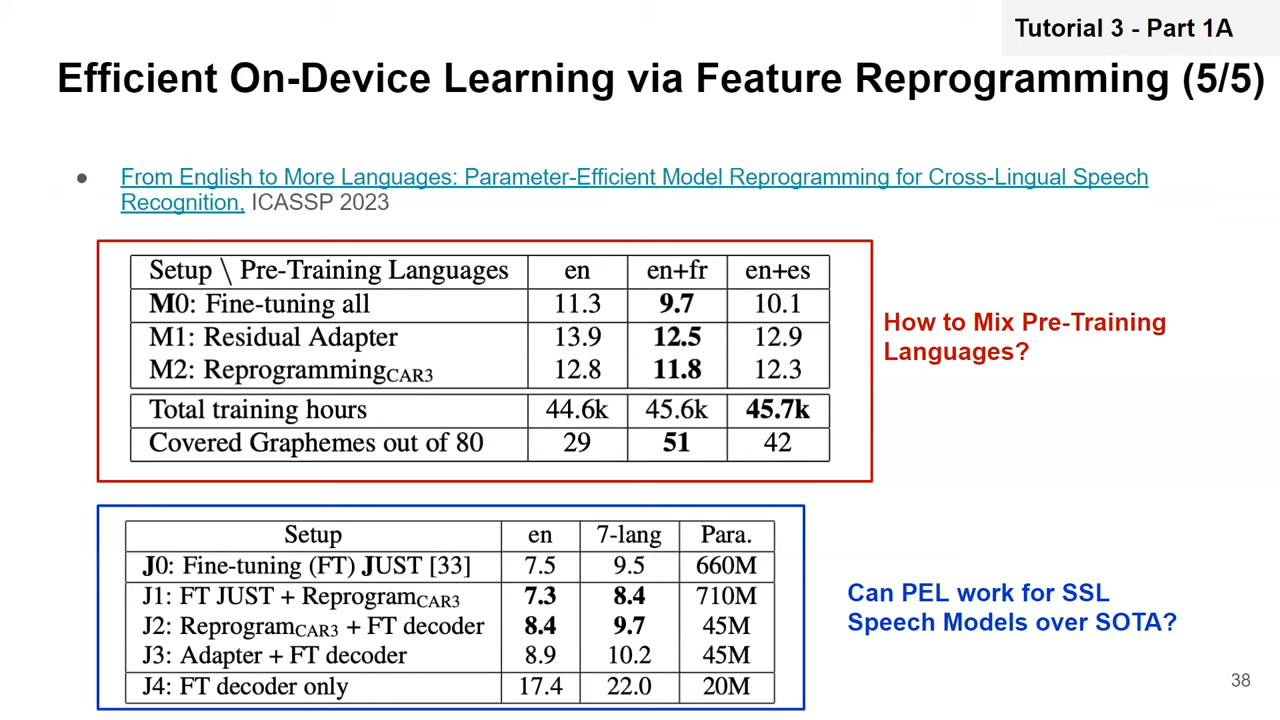 Tutorial 3 - Part 1A
Efficient On-Device Learning via Feature Reprogramming (5/5)
● From English to More Languages: Parameter-Efficient Model Reprogramming for Cross-Lingual Speech
Recognition, ICASSP 2023
Setup \ Pre-Training Languages en en+fr en+es
M0: Fine-tuning all 11.3 9.7 10.1
M1: Residual Adapter 13.9 12.5 12.9
M2: ReprogrammingCAR3 12.8 11.8 12.3
Total training hours 44.6k 45.6k 45.7k
Covered Graphemes out of 80 29 51 42
How to Mix Pre-Training
Languages?
Setup en 7-lang Para.
J0: Fine-tuning (FT) JUST [33] 7.5 9.5 660M
J1: FT JUST + ReprogramCAR3 7.3 8.4 710M
J2: ReprogramCAR3 + FT decoder 8.4 9.7 45M
J3: Adapter + FT decoder 8.9 10.2 45M
J4: FT decoder only 17.4 22.0 20M
Can PEL work for SSL
Speech Models over SOTA?
38